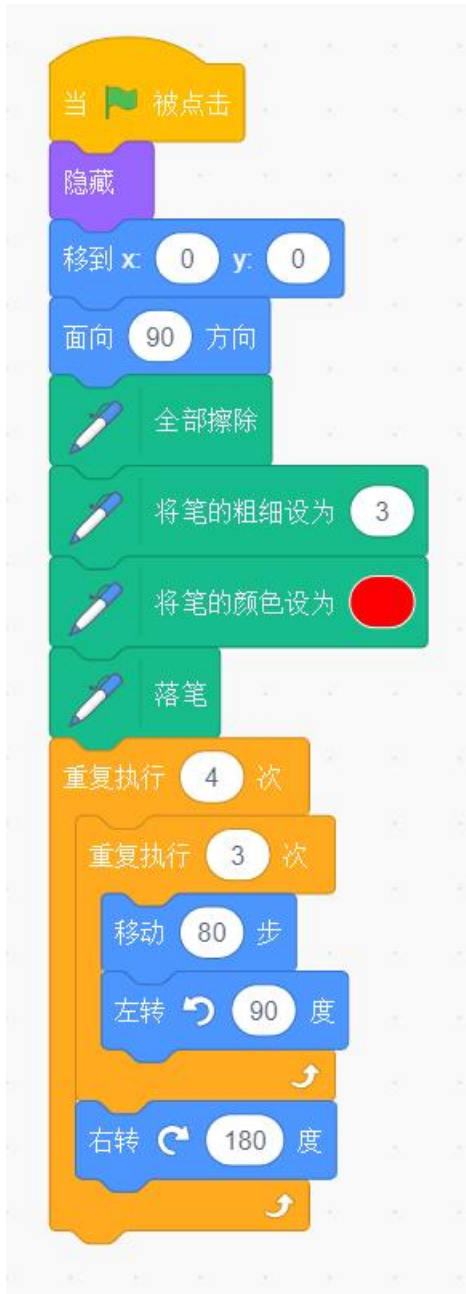 当 被点击
隐藏
移到 x: 0 y: 0
面向 90 方向
全部擦除
将笔的粗细设为 3
将笔的颜色设为
落笔
重复执行 4 次
重复执行 3 次
移动 80 步
左转 90 度
右转 180 度